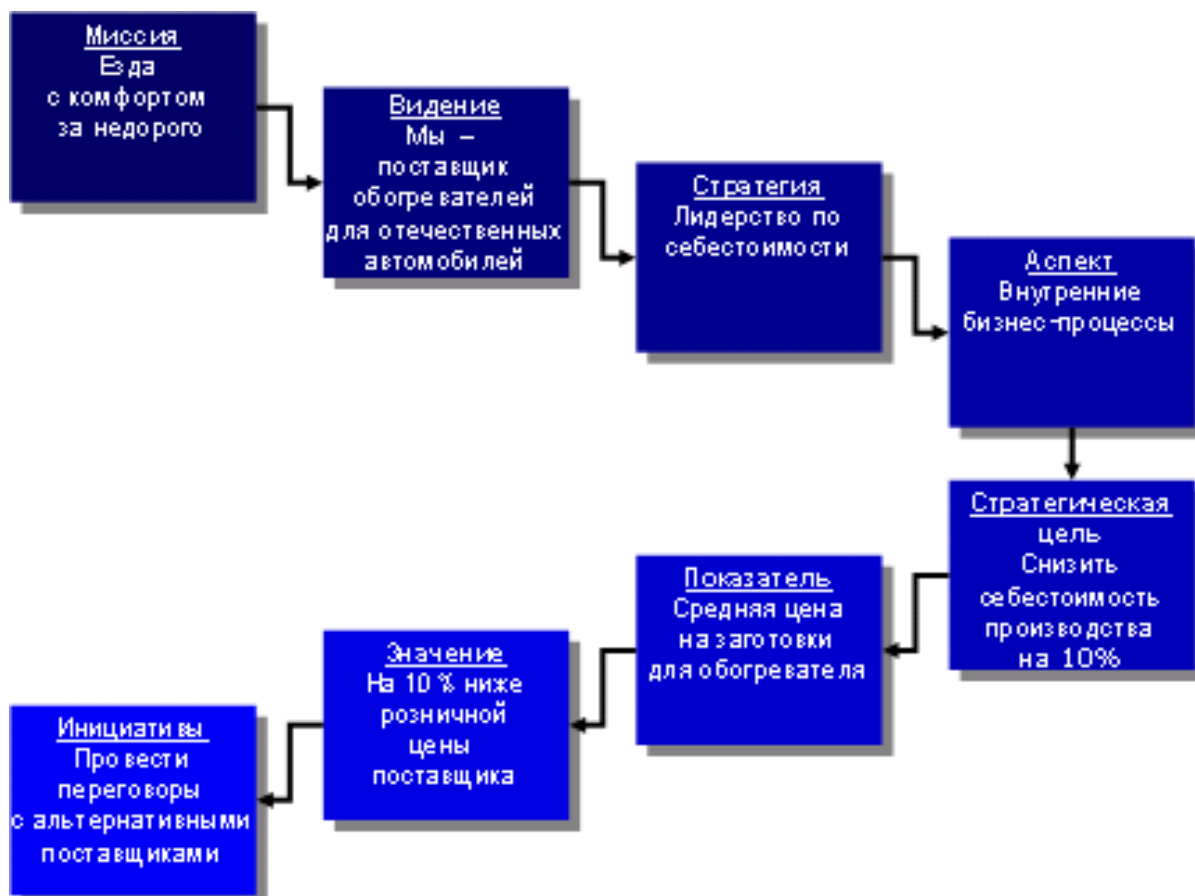 Миссия
Езда
с комфортом
за недорого
Видение
Мы –
поставщик
обогревателей
для отечественных
автомобилей
Стратегия
Лидерство по
себестоимости
Аспект
Внутренние
бизнес-процессы
Стратегическая
цель
Снизить
себестоимость
производства
на 10%
Показатель
Средняя цена
на заготовки
для обогревателя
Значение
На 10 % ниже
розничной
цены
поставщика
Инициативы
Провести
переговоры
с альтернативными
поставщиками